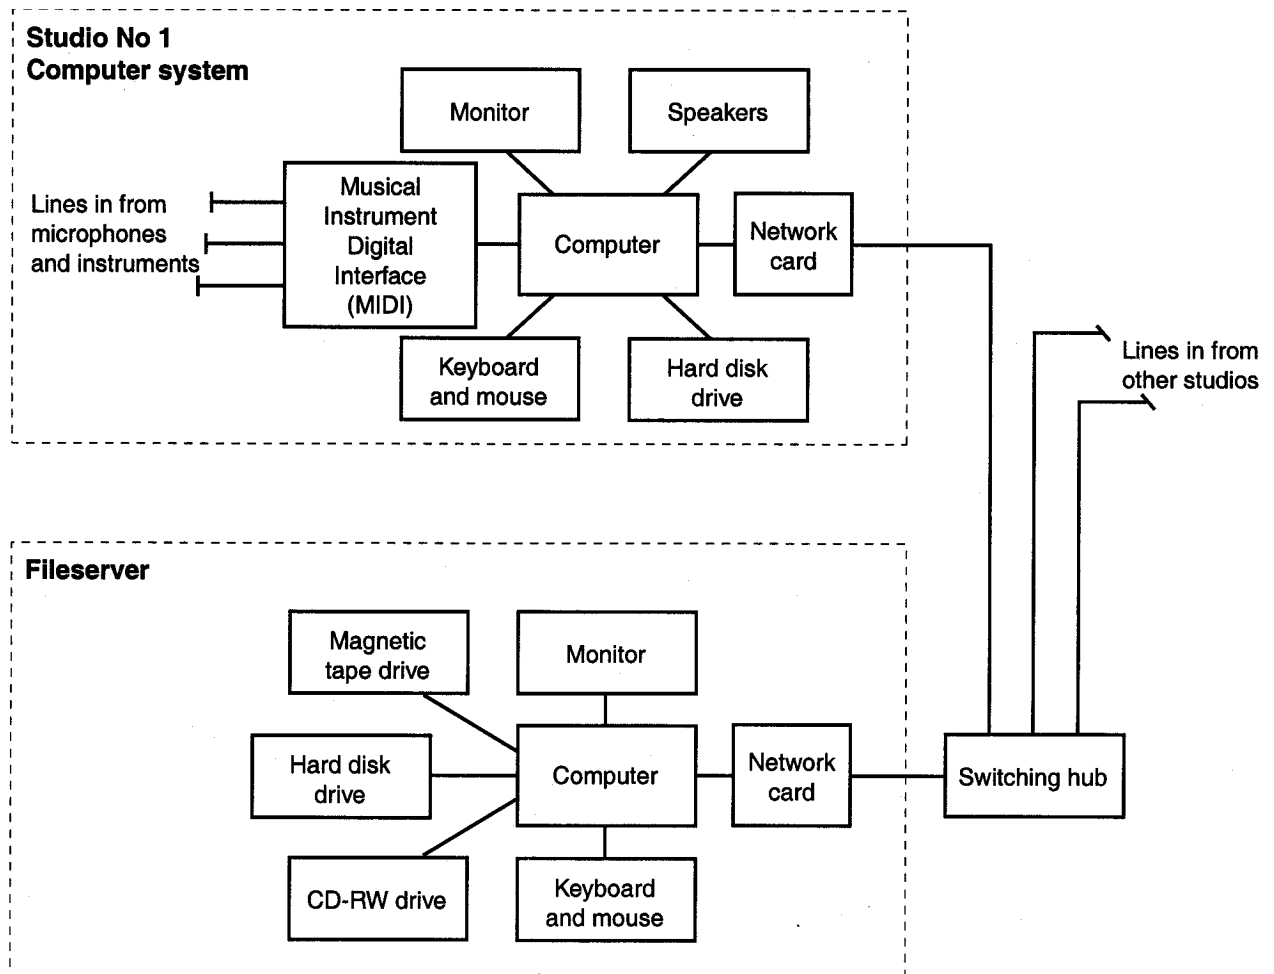 Studio No 1
Computer system
Monitor
Speakers
Lines in from
microphones
and instruments
Musical
Instrument
Digital
Interface
(MIDI)
Computer
Network
card
Keyboard
and mouse
Hard disk
drive
Lines in from
other studios
Fileserver
Magnetic
tape drive
Monitor
Hard disk
drive
Computer
Network
card
Switching hub
CD-RW drive
Keyboard
and mouse